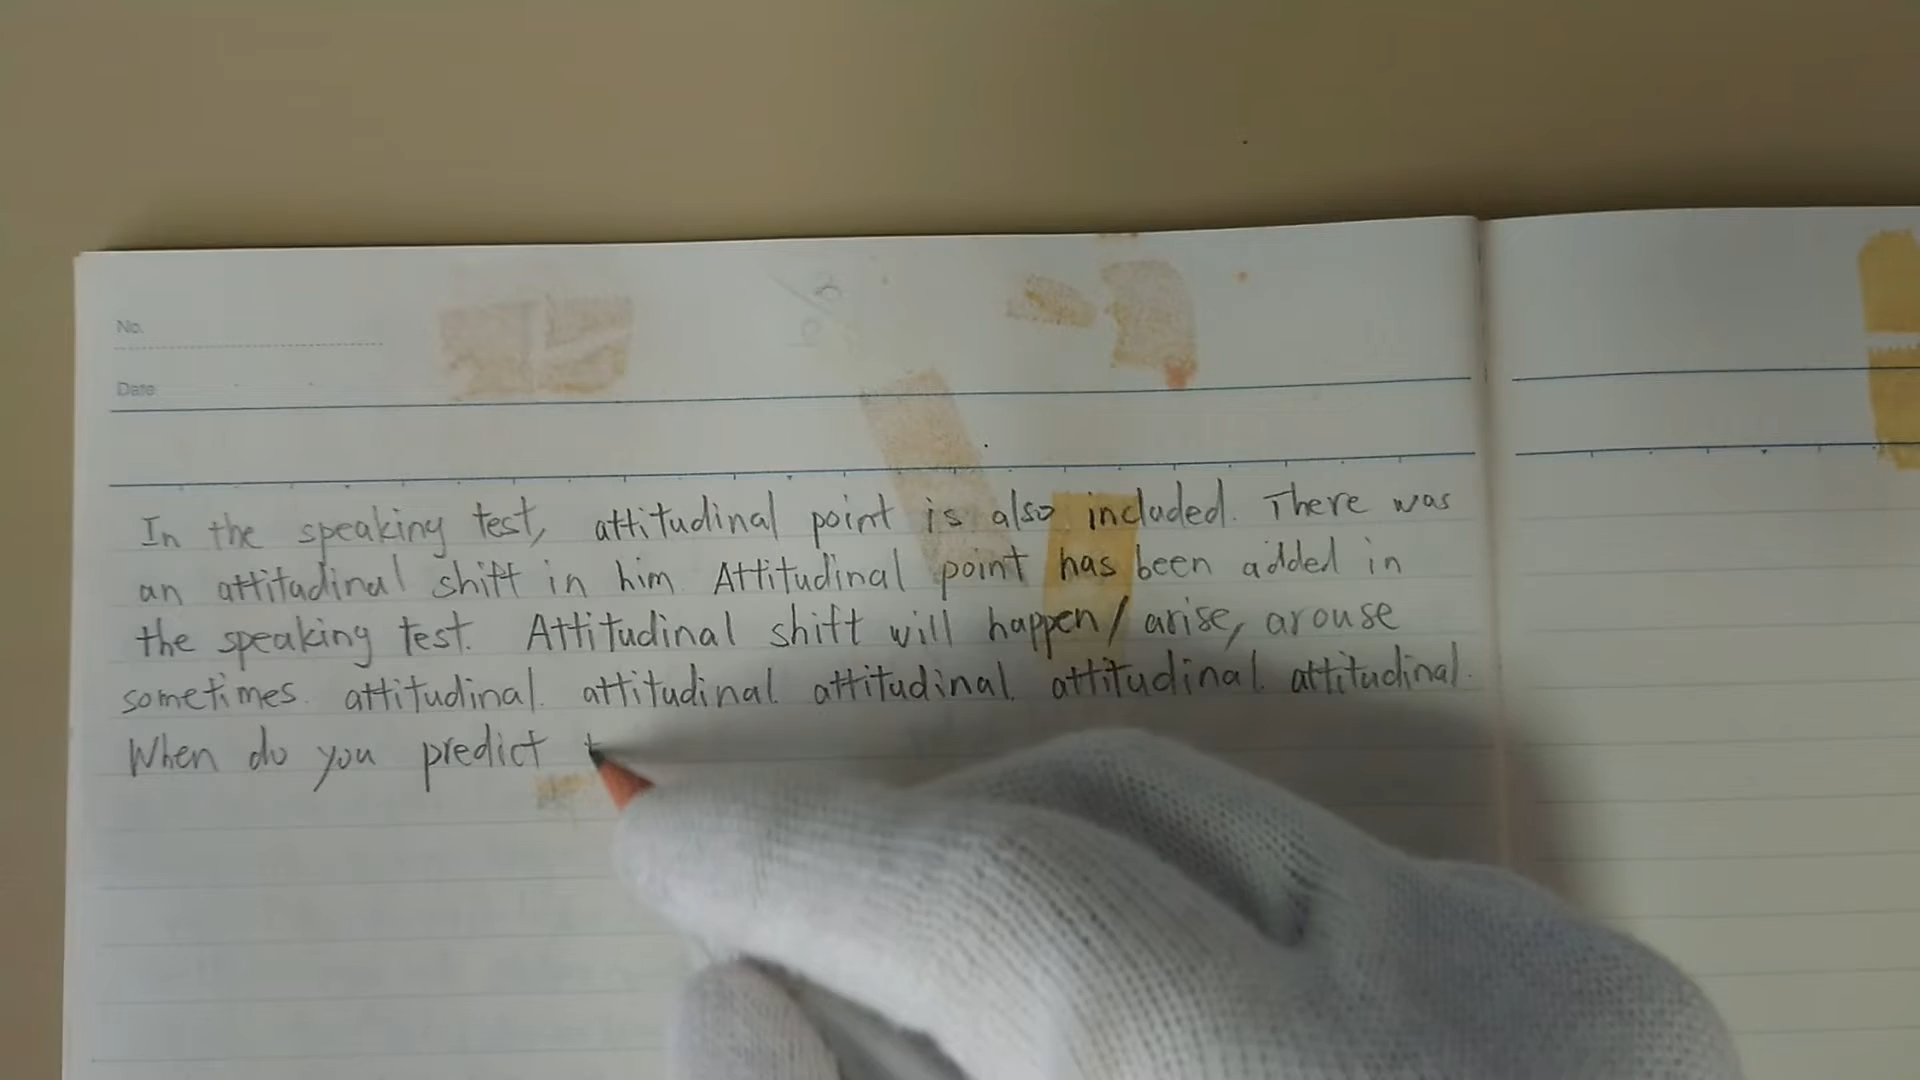 No.
Date
In the speaking test, attitudinal point is also included. There was
an attitudinal shift in him. Attitudinal point has been added in
the speaking test. Attitudinal shift will happen / arise, arouse
sometimes. attitudinal. attitudinal. attitudinal. attitudinal. attitudinal.
When do you predict t